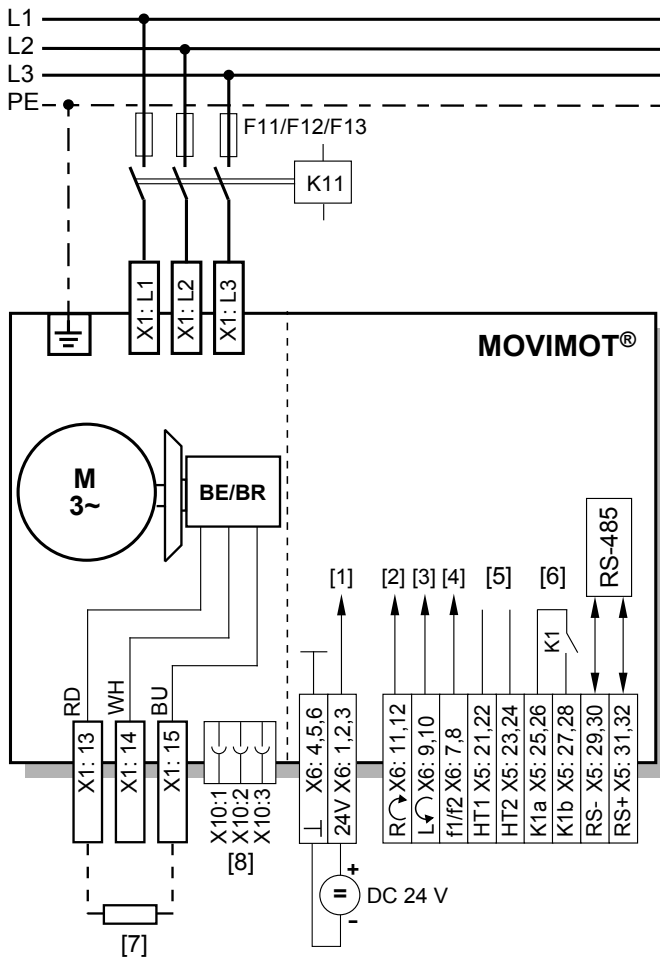 L1
L2
L3
PE
F11/F12/F13
K11
X1: L1
X1: L2
X1: L3
MOVIMOT®
M
3~
BE/BR
RS-485
[1]
[2]
[3]
[4]
[5]
[6]
K1
RD
WH
BU
X1: 13
X1: 14
X1: 15
X10:1
X10:2
X10:3
[8]
⊥ X6: 4,5,6
24V X6: 1,2,3
R X6: 11,12
L X6: 9,10
f1/f2 X6: 7,8
HT1 X5: 21,22
HT2 X5: 23,24
K1a X5: 25,26
K1b X5: 27,28
RS- X5: 29,30
RS+ X5: 31,32
+
=
DC 24 V
-
[7]